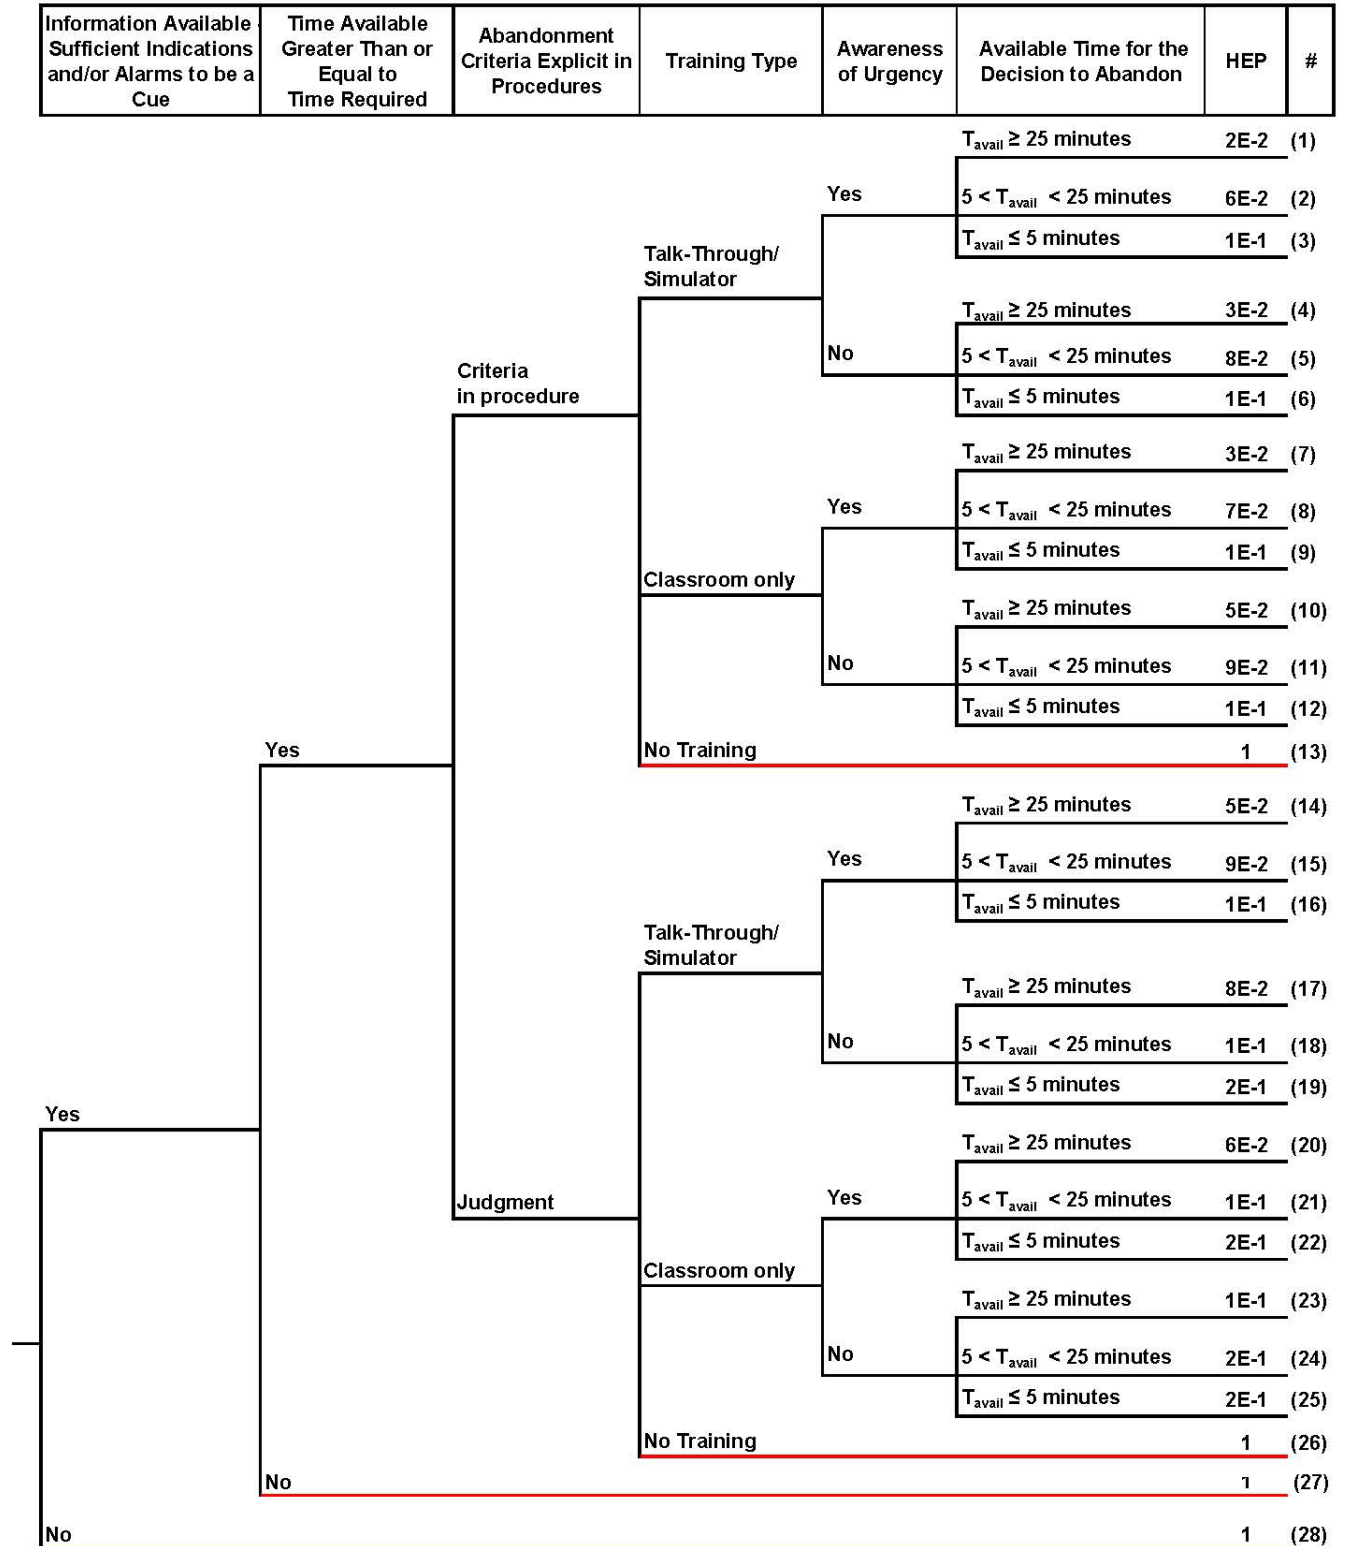 Information Available - Sufficient Indications and/or Alarms to be a Cue
Time Available Greater Than or Equal to Time Required
Abandonment Criteria Explicit in Procedures
Training Type
Awareness of Urgency
Available Time for the Decision to Abandon
HEP
#
Tavail ≥ 25 minutes 2E-2 (1)
Yes
5 < Tavail < 25 minutes 6E-2 (2)
Tavail ≤ 5 minutes 1E-1 (3)
Talk-Through/
Simulator
Tavail ≥ 25 minutes 3E-2 (4)
No
5 < Tavail < 25 minutes 8E-2 (5)
Criteria
in procedure
Tavail ≤ 5 minutes 1E-1 (6)
Tavail ≥ 25 minutes 3E-2 (7)
Yes
5 < Tavail < 25 minutes 7E-2 (8)
Tavail ≤ 5 minutes 1E-1 (9)
Classroom only
Tavail ≥ 25 minutes 5E-2 (10)
No
5 < Tavail < 25 minutes 9E-2 (11)
Tavail ≤ 5 minutes 1E-1 (12)
Yes
No Training 1 (13)
Tavail ≥ 25 minutes 5E-2 (14)
Yes
5 < Tavail < 25 minutes 9E-2 (15)
Tavail ≤ 5 minutes 1E-1 (16)
Talk-Through/
Simulator
Tavail ≥ 25 minutes 8E-2 (17)
No
5 < Tavail < 25 minutes 1E-1 (18)
Tavail ≤ 5 minutes 2E-1 (19)
Yes
Tavail ≥ 25 minutes 6E-2 (20)
Judgment
Yes
5 < Tavail < 25 minutes 1E-1 (21)
Tavail ≤ 5 minutes 2E-1 (22)
Classroom only
Tavail ≥ 25 minutes 1E-1 (23)
No
5 < Tavail < 25 minutes 2E-1 (24)
Tavail ≤ 5 minutes 2E-1 (25)
No Training 1 (26)
No 1 (27)
No 1 (28)